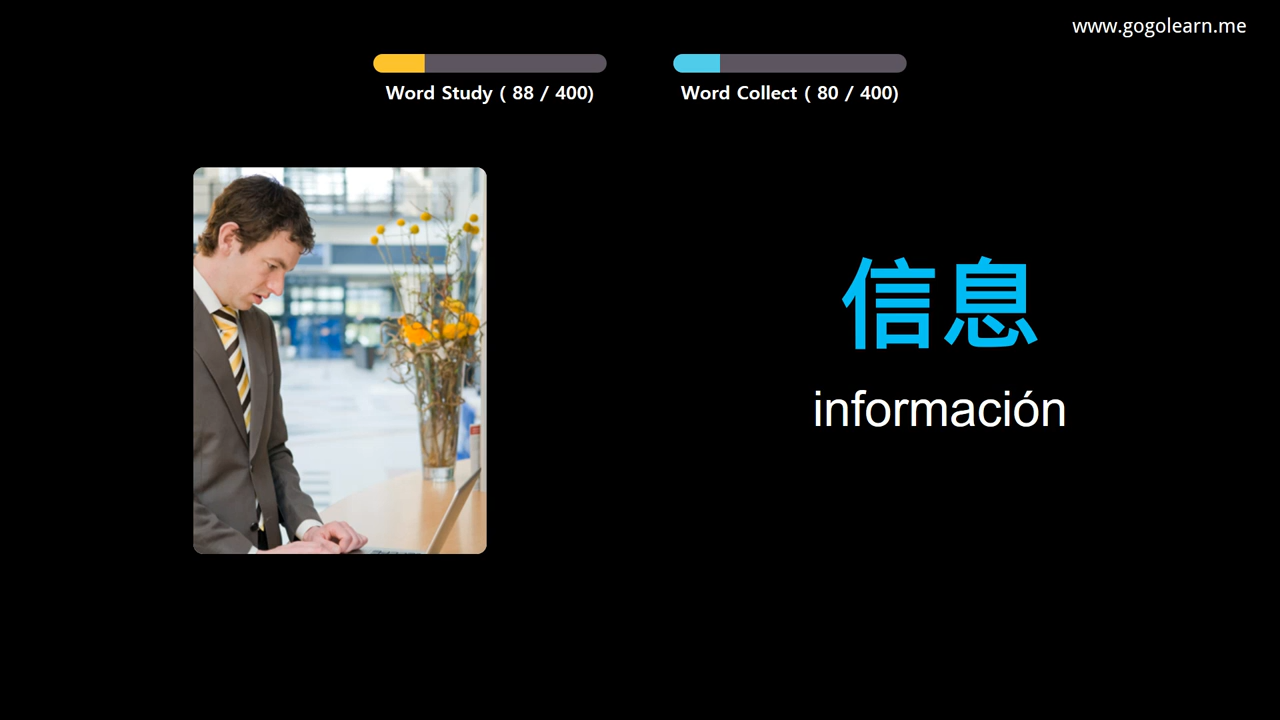 www.gogolearn.me
Word Study ( 88 / 400)
Word Collect ( 80 / 400)
信息
información